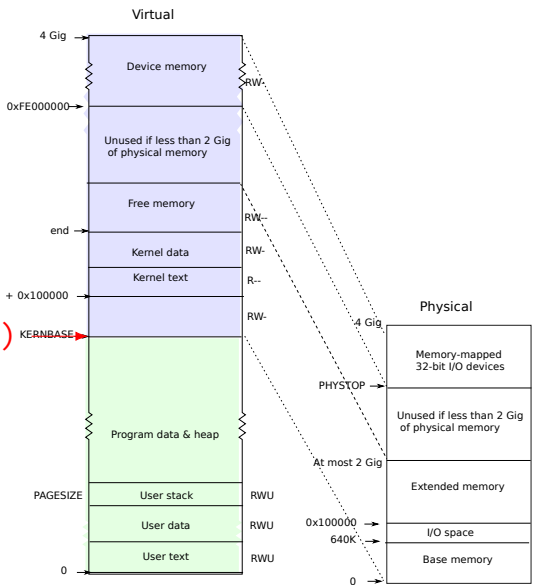 Virtual
4 Gig
Device memory
RW-
0xFE000000
Unused if less than 2 Gig
of physical memory
Free memory
RW--
end
Kernel data
RW-
Kernel text
R--
+ 0x100000
RW-
)
KERNBASE
Program data & heap
PAGESIZE
User stack
RWU
User data
RWU
User text
RWU
0
Physical
4 Gig
Memory-mapped
32-bit I/O devices
PHYSTOP
Unused if less than 2 Gig
of physical memory
At most 2 Gig
Extended memory
0x100000
I/O space
640K
Base memory
0